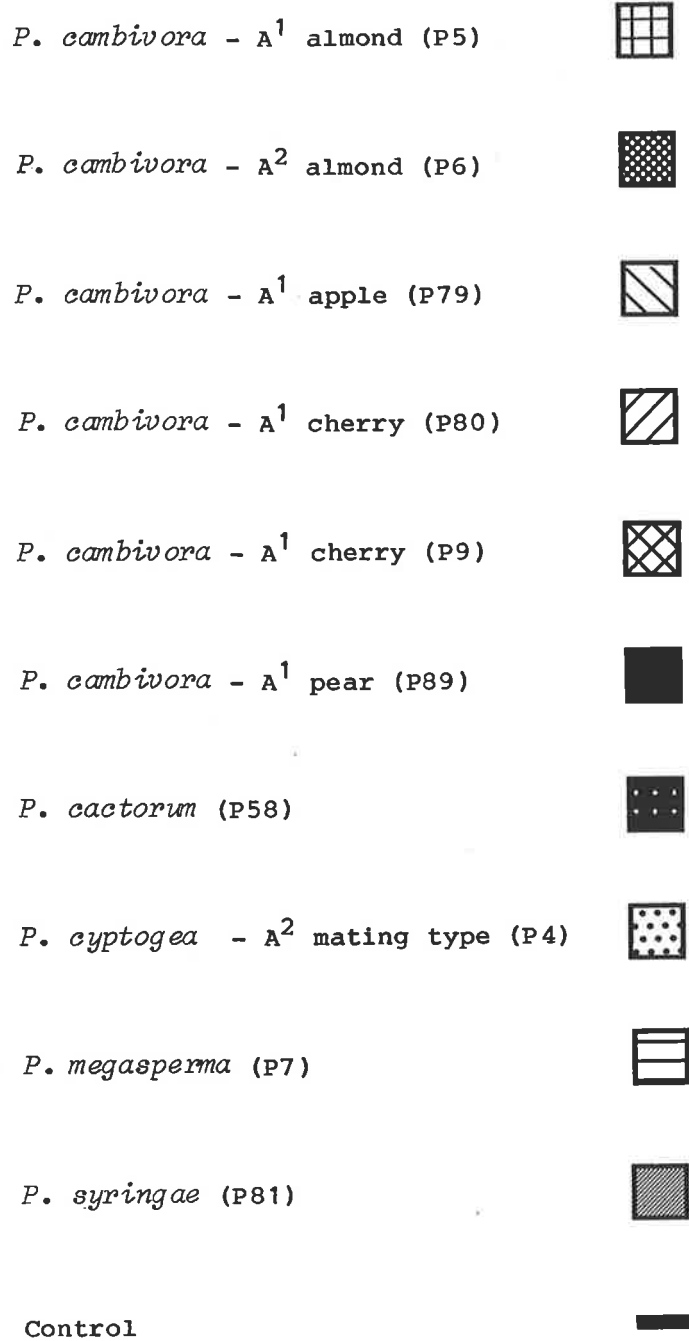 P. cambivora - A¹ almond (P5)
P. cambivora - A² almond (P6)
P. cambivora - A¹ apple (P79)
P. cambivora - A¹ cherry (P80)
P. cambivora - A¹ cherry (P9)
P. cambivora - A¹ pear (P89)
P. cactorum (P58)
P. cyptogea - A² mating type (P4)
P. megasperma (P7)
P. syringae (P81)
Control